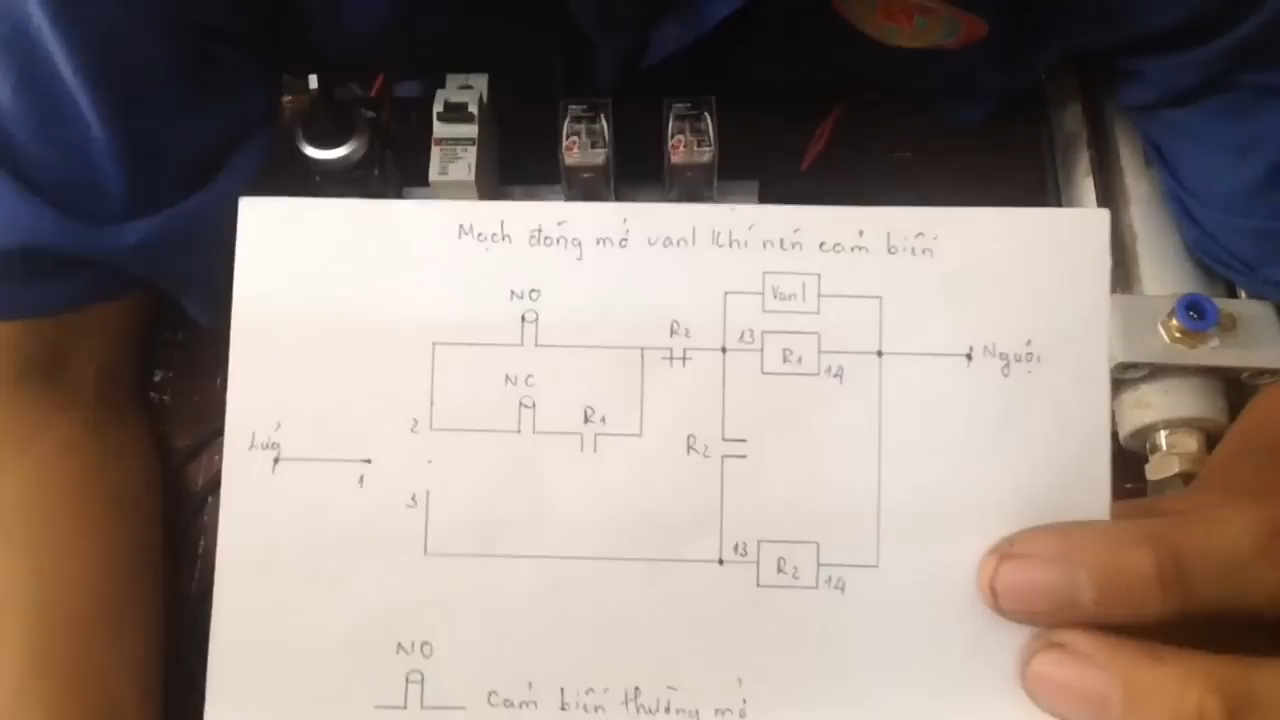 Mạch đóng mở van1 khí nén cảm biến
NO
Van1
R2
13
R1
14
Nguội
NC
R1
2
R2
Lửa
1
3
13
R2
14
NO
Cảm biến thường mở